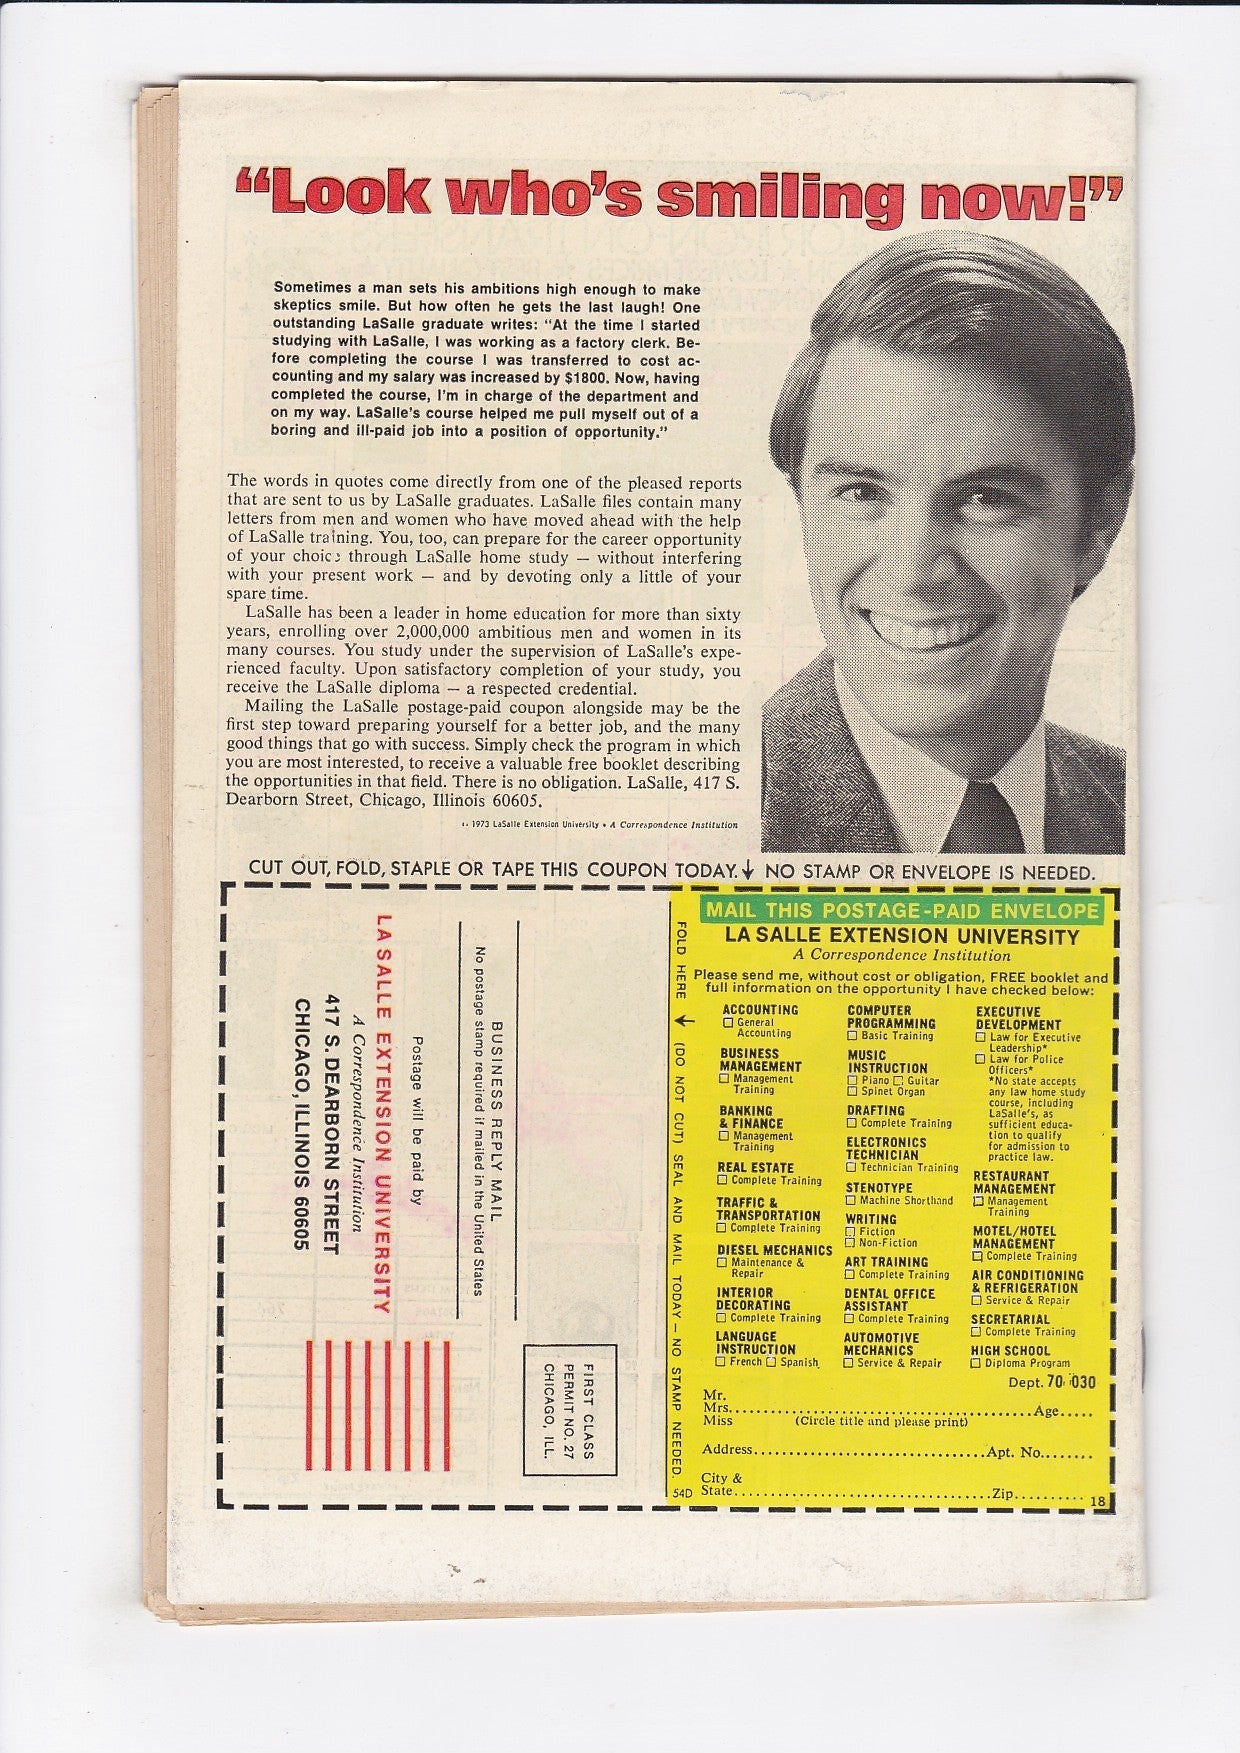 “Look who’s smiling now!”
Sometimes a man sets his ambitions high enough to make
skeptics smile. But how often he gets the last laugh! One
outstanding LaSalle graduate writes: “At the time I started
studying with LaSalle, I was working as a factory clerk. Be-
fore completing the course I was transferred to cost ac-
counting and my salary was increased by $1800. Now, having
completed the course, I’m in charge of the department and
on my way. LaSalle’s course helped me pull myself out of a
boring and ill-paid job into a position of opportunity.”
The words in quotes come directly from one of the pleased reports
that are sent to us by LaSalle graduates. LaSalle files contain many
letters from men and women who have moved ahead with the help
of LaSalle training. You, too, can prepare for the career opportunity
of your choice through LaSalle home study — without interfering
with your present work — and by devoting only a little of your
spare time.
LaSalle has been a leader in home education for more than sixty
years, enrolling over 2,000,000 ambitious men and women in its
many courses. You study under the supervision of LaSalle’s expe-
rienced faculty. Upon satisfactory completion of your study, you
receive the LaSalle diploma — a respected credential.
Mailing the LaSalle postage-paid coupon alongside may be the
first step toward preparing yourself for a better job, and the many
good things that go with success. Simply check the program in which
you are most interested, to receive a valuable free booklet describing
the opportunities in that field. There is no obligation. LaSalle, 417 S.
Dearborn Street, Chicago, Illinois 60605.
1973 LaSalle Extension University • A Correspondence Institution
CUT OUT, FOLD, STAPLE OR TAPE THIS COUPON TODAY.↓ NO STAMP OR ENVELOPE IS NEEDED.
FIRST CLASS
PERMIT NO. 27
CHICAGO, ILL.
BUSINESS REPLY MAIL
No postage stamp required if mailed in the United States
Postage will be paid by
LA SALLE EXTENSION UNIVERSITY
A Correspondence Institution
417 S. DEARBORN STREET
CHICAGO, ILLINOIS 60605
FOLD HERE ↓ (DO NOT CUT) SEAL AND MAIL TODAY — NO STAMP NEEDED.
54D
MAIL THIS POSTAGE-PAID ENVELOPE
LA SALLE EXTENSION UNIVERSITY
A Correspondence Institution
Please send me, without cost or obligation, FREE booklet and
full information on the opportunity I have checked below:
ACCOUNTING
☐ General
Accounting
BUSINESS
MANAGEMENT
☐ Management
Training
BANKING
& FINANCE
☐ Management
Training
REAL ESTATE
☐ Complete Training
TRAFFIC &
TRANSPORTATION
☐ Complete Training
DIESEL MECHANICS
☐ Maintenance &
Repair
INTERIOR
DECORATING
☐ Complete Training
LANGUAGE
INSTRUCTION
☐ French ☐ Spanish
COMPUTER
PROGRAMMING
☐ Basic Training
MUSIC
INSTRUCTION
☐ Piano ☐ Guitar
☐ Spinet Organ
DRAFTING
☐ Complete Training
ELECTRONICS
TECHNICIAN
☐ Technician Training
STENOTYPE
☐ Machine Shorthand
WRITING
☐ Fiction
☐ Non-Fiction
ART TRAINING
☐ Complete Training
DENTAL OFFICE
ASSISTANT
☐ Complete Training
AUTOMOTIVE
MECHANICS
☐ Service & Repair
EXECUTIVE
DEVELOPMENT
☐ Law for Executive
Leadership*
☐ Law for Police
Officers*
*No state accepts
any law home study
course, including
LaSalle’s, as
sufficient educa-
tion to qualify
for admission to
practice law.
RESTAURANT
MANAGEMENT
☐ Management
Training
MOTEL/HOTEL
MANAGEMENT
☐ Complete Training
AIR CONDITIONING
& REFRIGERATION
☐ Service & Repair
SECRETARIAL
☐ Complete Training
HIGH SCHOOL
☐ Diploma Program
Dept. 70-030
Mr.
Mrs. Age
Miss (Circle title and please print)
Address Apt. No.
City &
State Zip 18